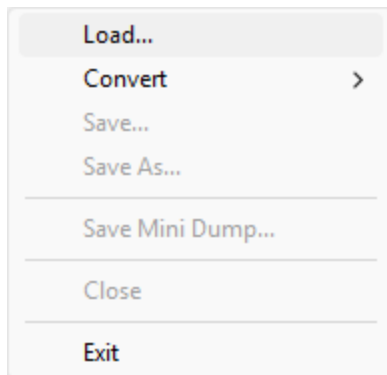 Load...
Convert
Save...
Save As...
Save Mini Dump...
Close
Exit